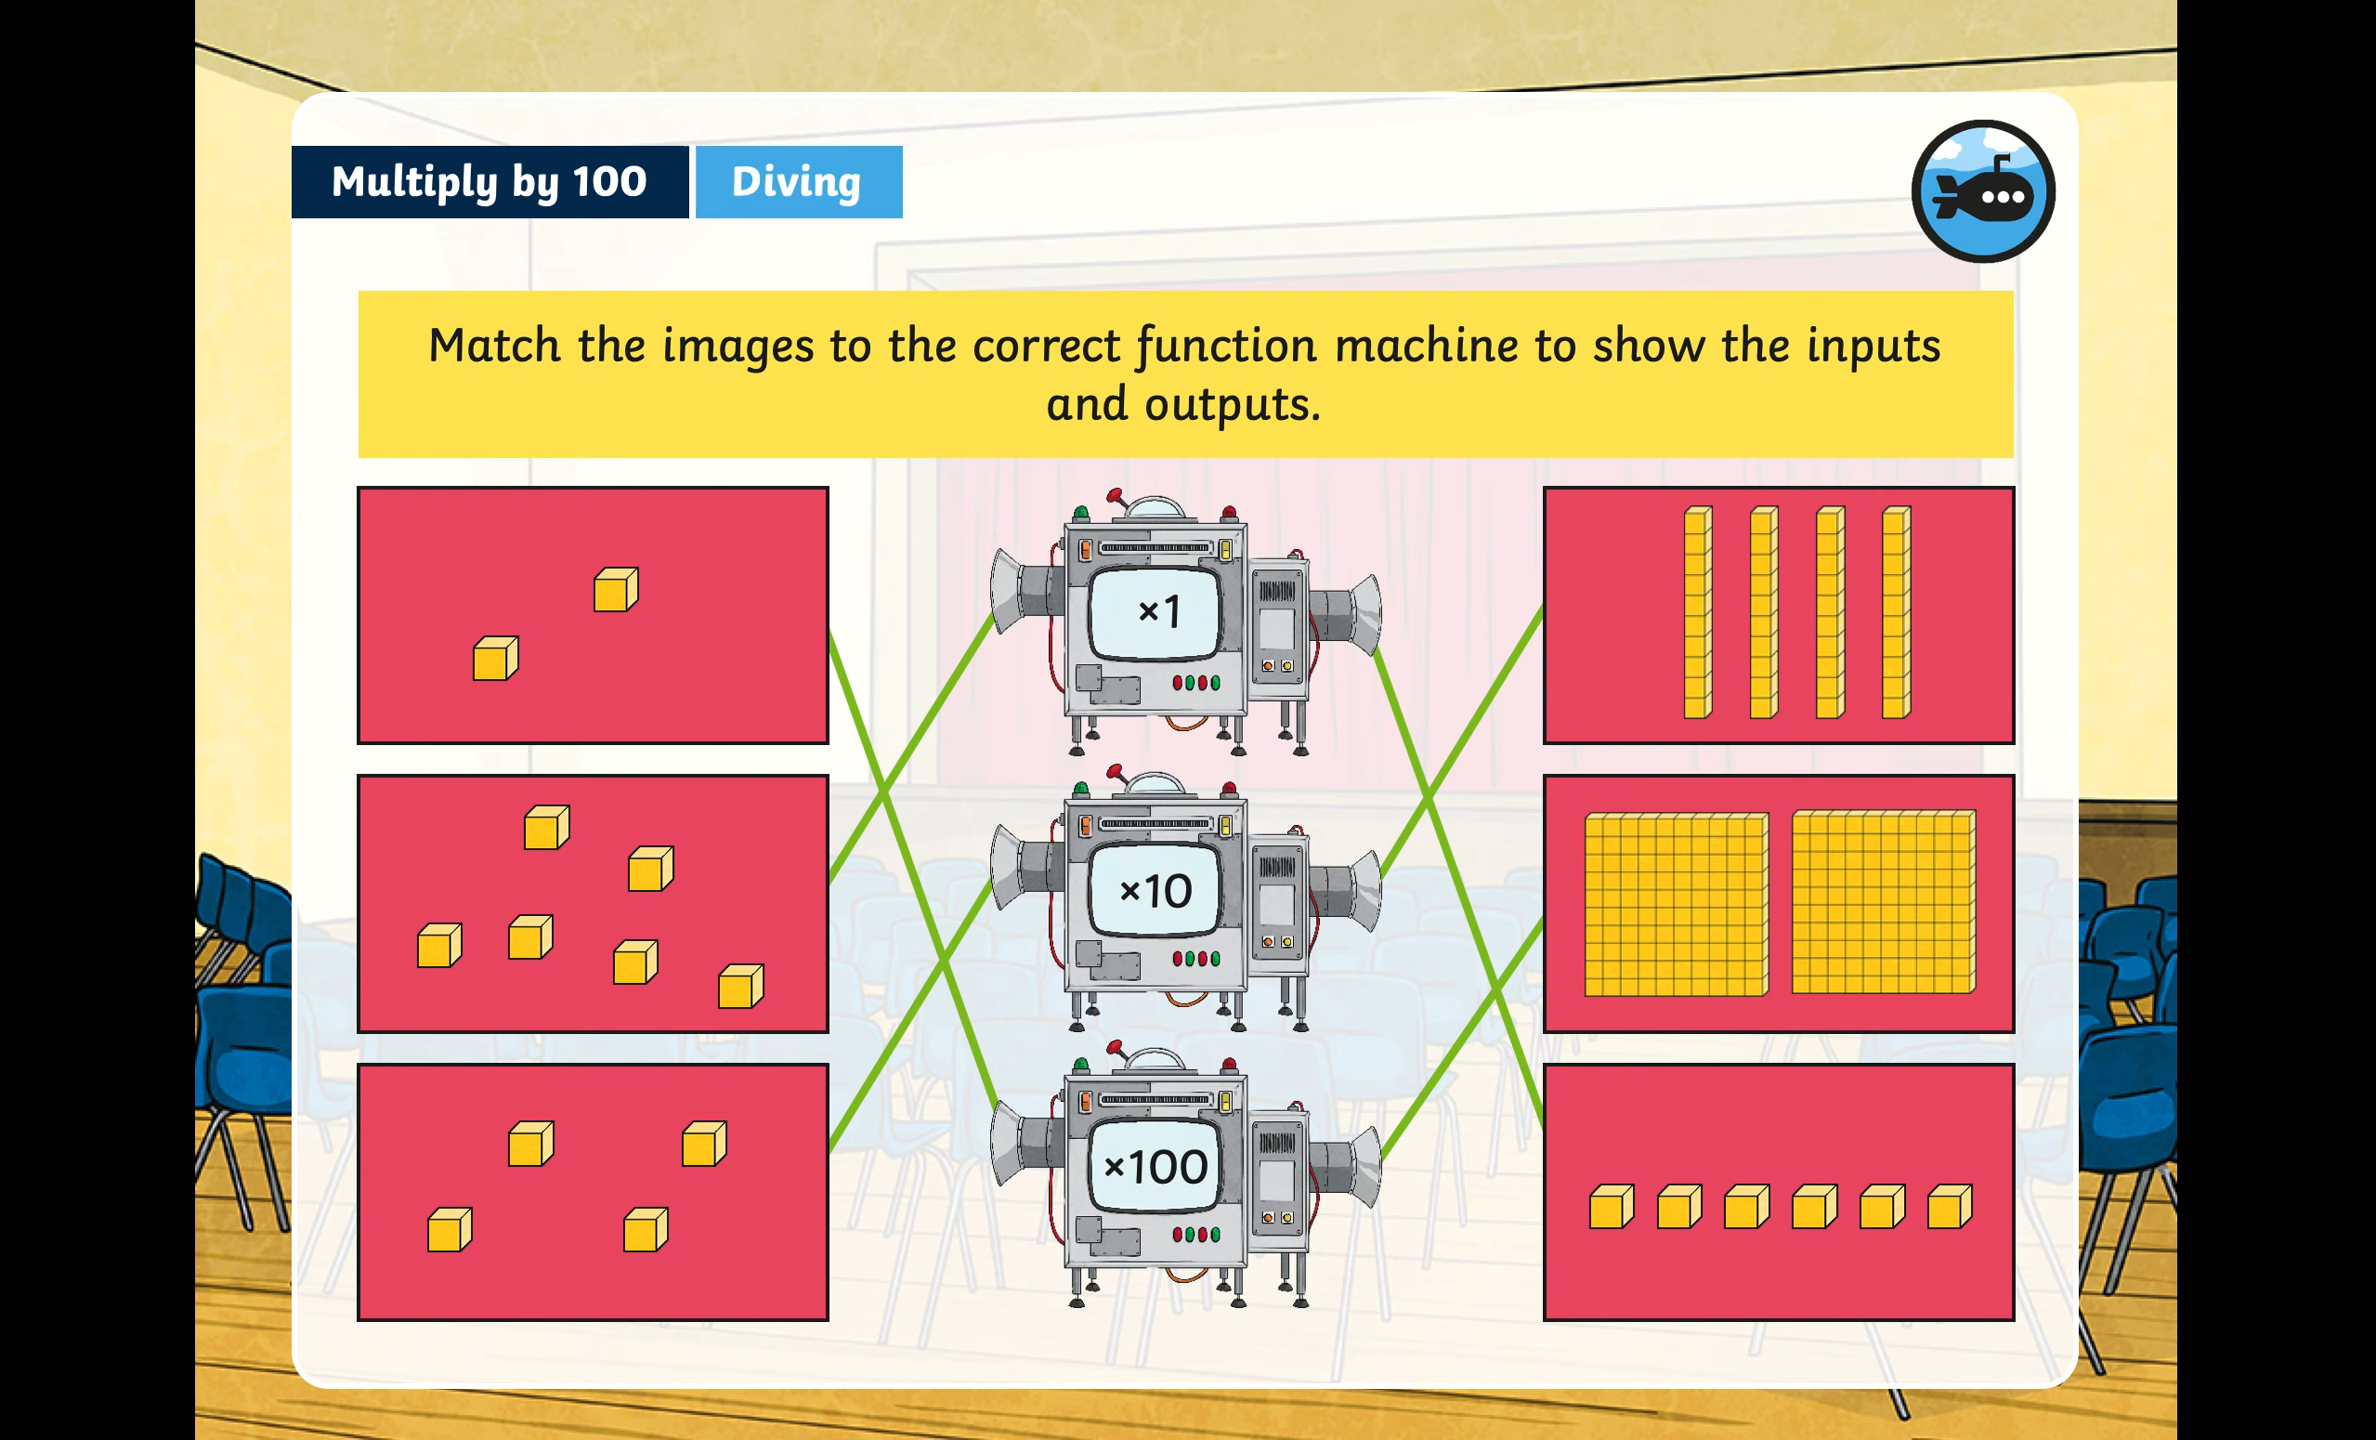 Multiply by 100 Diving
Match the images to the correct function machine to show the inputs
and outputs.
×1
×10
×100